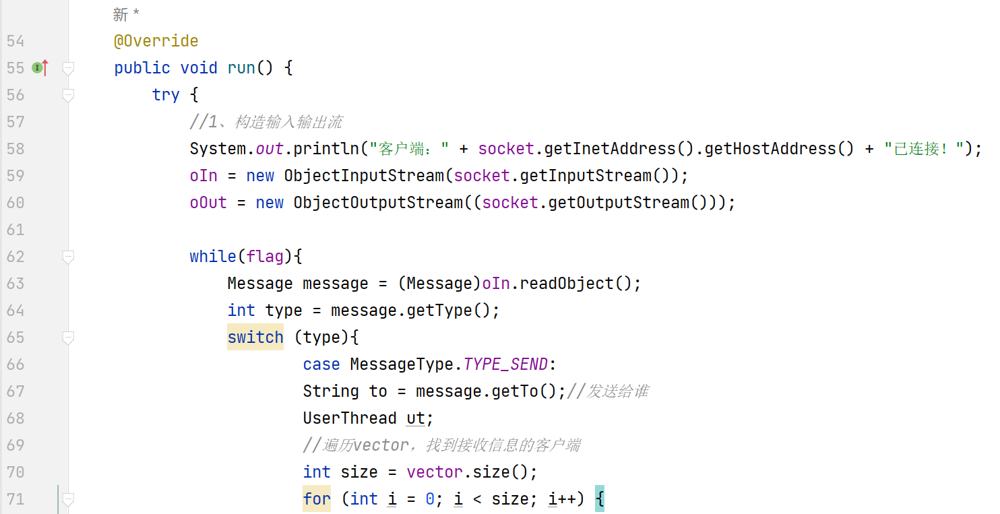 新 *
54 @Override
55 public void run() {
56 try {
57 //1、构造输入输出流
58 System.out.println("客户端：" + socket.getInetAddress().getHostAddress() + "已连接！");
59 oIn = new ObjectInputStream(socket.getInputStream());
60 oOut = new ObjectOutputStream((socket.getOutputStream()));
61
62 while(flag){
63 Message message = (Message)oIn.readObject();
64 int type = message.getType();
65 switch (type){
66 case MessageType.TYPE_SEND:
67 String to = message.getTo();//发送给谁
68 UserThread ut;
69 //遍历vector，找到接收信息的客户端
70 int size = vector.size();
71 for (int i = 0; i < size; i++) {